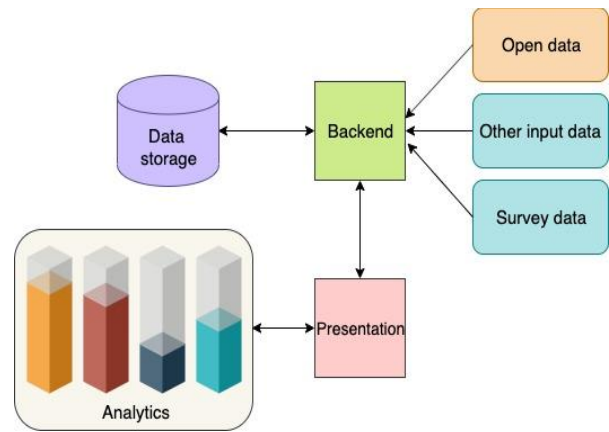 Open data
Data
storage
Backend
Other input data
Survey data
Presentation
Analytics